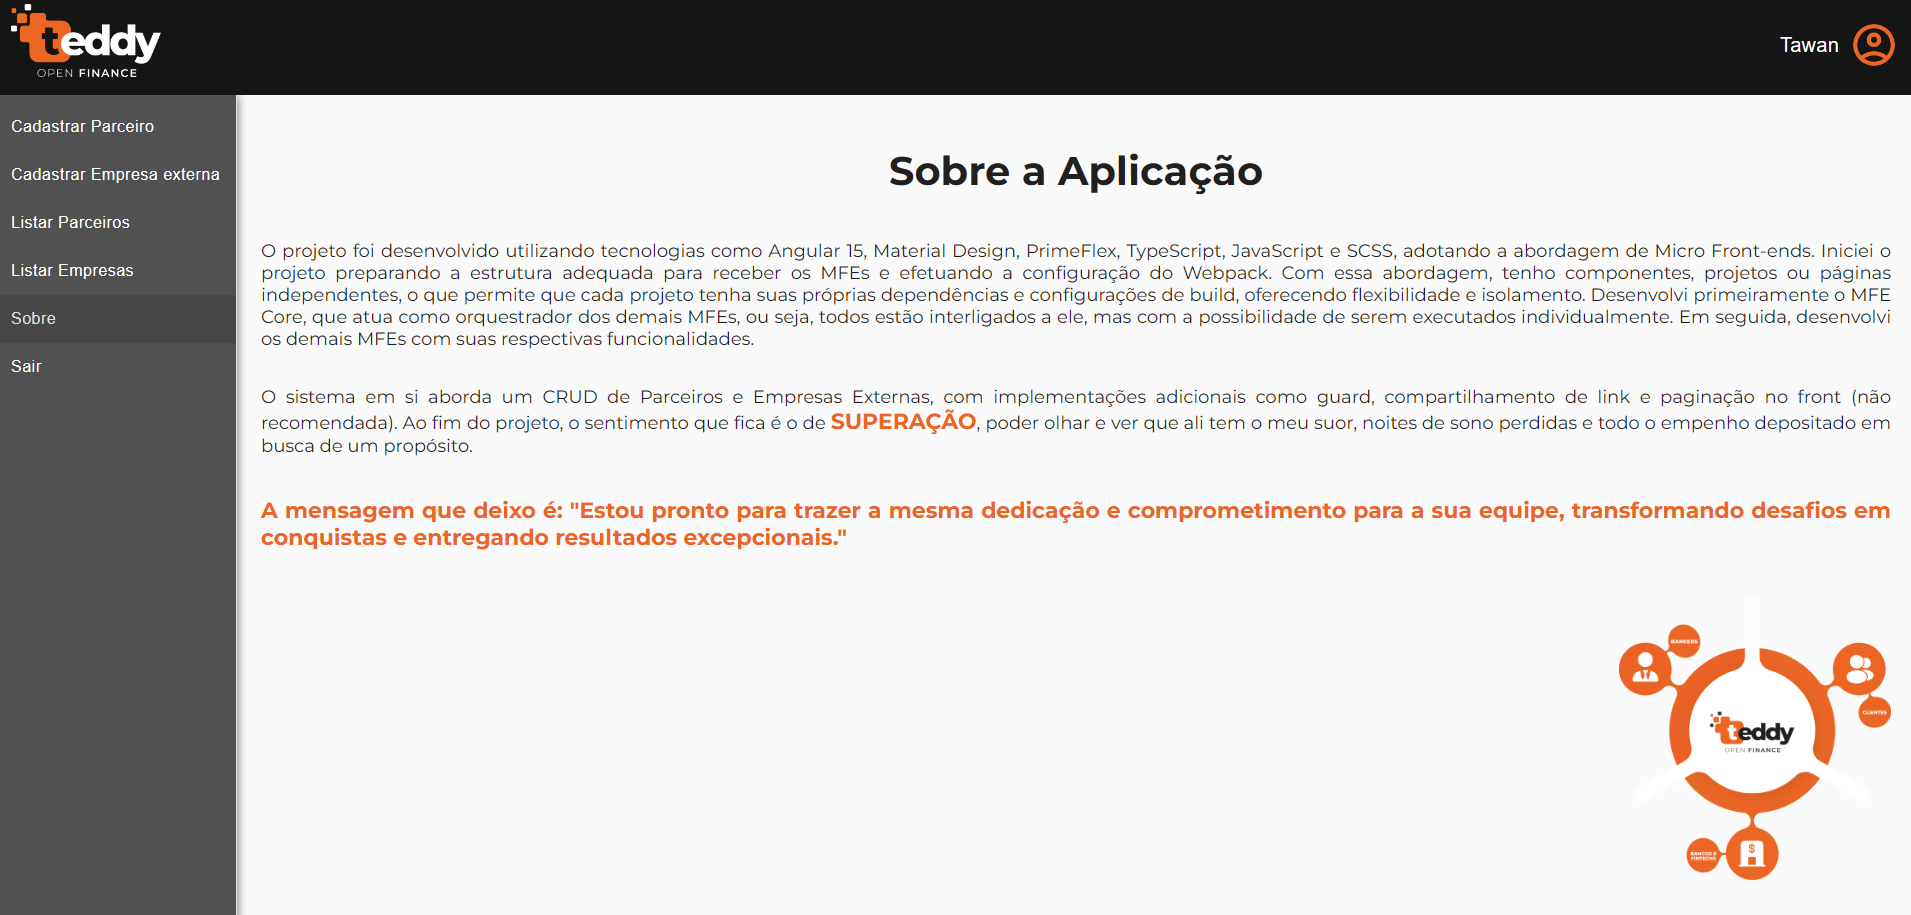 teddy
OPEN FINANCE
Tawan
Cadastrar Parceiro
Cadastrar Empresa externa
Listar Parceiros
Listar Empresas
Sobre
Sair
Sobre a Aplicação
O projeto foi desenvolvido utilizando tecnologias como Angular 15, Material Design, PrimeFlex, TypeScript, JavaScript e SCSS, adotando a abordagem de Micro Front-ends. Iniciei o
projeto preparando a estrutura adequada para receber os MFEs e efetuando a configuração do Webpack. Com essa abordagem, tenho componentes, projetos ou páginas
independentes, o que permite que cada projeto tenha suas próprias dependências e configurações de build, oferecendo flexibilidade e isolamento. Desenvolvi primeiramente o MFE
Core, que atua como orquestrador dos demais MFEs, ou seja, todos estão interligados a ele, mas com a possibilidade de serem executados individualmente. Em seguida, desenvolvi
os demais MFEs com suas respectivas funcionalidades.
O sistema em si aborda um CRUD de Parceiros e Empresas Externas, com implementações adicionais como guard, compartilhamento de link e paginação no front (não
recomendada). Ao fim do projeto, o sentimento que fica é o de SUPERAÇÃO, poder olhar e ver que ali tem o meu suor, noites de sono perdidas e todo o empenho depositado em
busca de um propósito.
A mensagem que deixo é: "Estou pronto para trazer a mesma dedicação e comprometimento para a sua equipe, transformando desafios em
conquistas e entregando resultados excepcionais."
BANKERS
CLIENTES
teddy
OPEN FINANCE
BANCOS E
FINTECHS
$